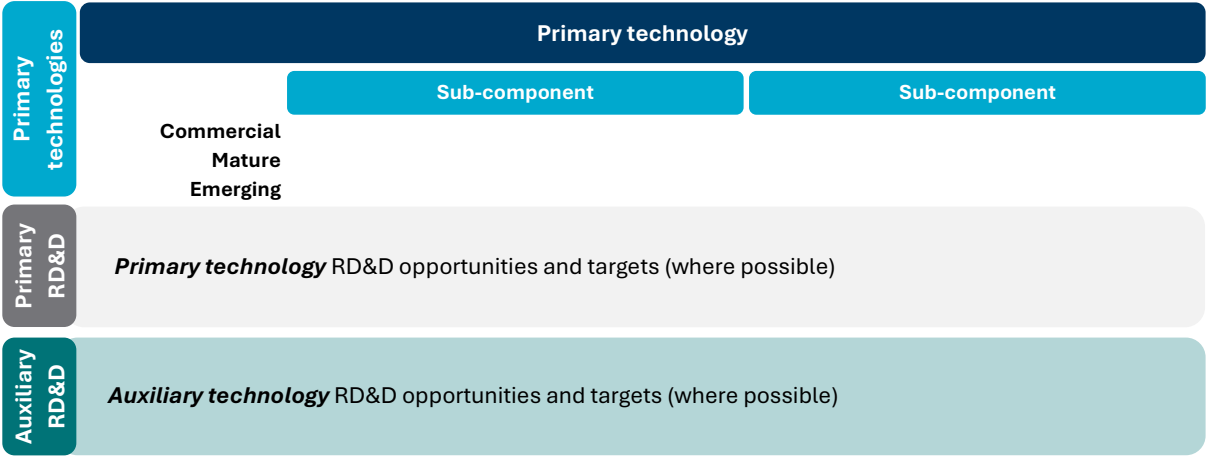 Primary
technologies
Primary technology
Sub-component
Sub-component
Commercial
Mature
Emerging
Primary
RD&D
Primary technology RD&D opportunities and targets (where possible)
Auxiliary
RD&D
Auxiliary technology RD&D opportunities and targets (where possible)